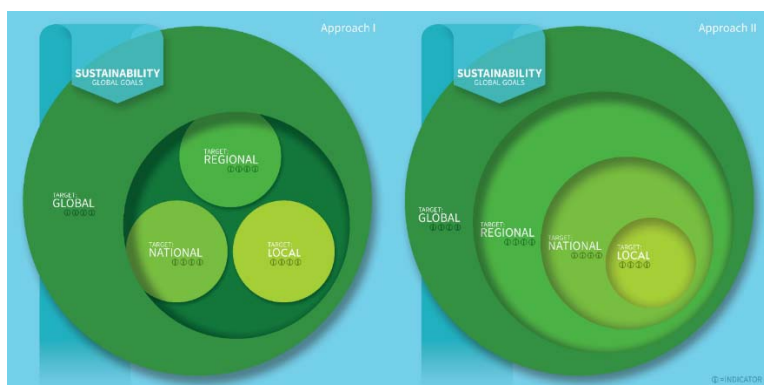 Approach I
SUSTAINABILITY
GLOBAL GOALS
TARGET:
REGIONAL
ⓘ ⓘ ⓘ ⓘ
TARGET:
GLOBAL
ⓘ ⓘ ⓘ ⓘ
TARGET:
NATIONAL
ⓘ ⓘ ⓘ ⓘ
TARGET:
LOCAL
ⓘ ⓘ ⓘ ⓘ
Approach II
SUSTAINABILITY
GLOBAL GOALS
TARGET:
GLOBAL
ⓘ ⓘ ⓘ ⓘ
TARGET:
REGIONAL
ⓘ ⓘ ⓘ ⓘ
TARGET:
NATIONAL
ⓘ ⓘ ⓘ ⓘ
TARGET:
LOCAL
ⓘ ⓘ ⓘ ⓘ
ⓘ =INDICATOR